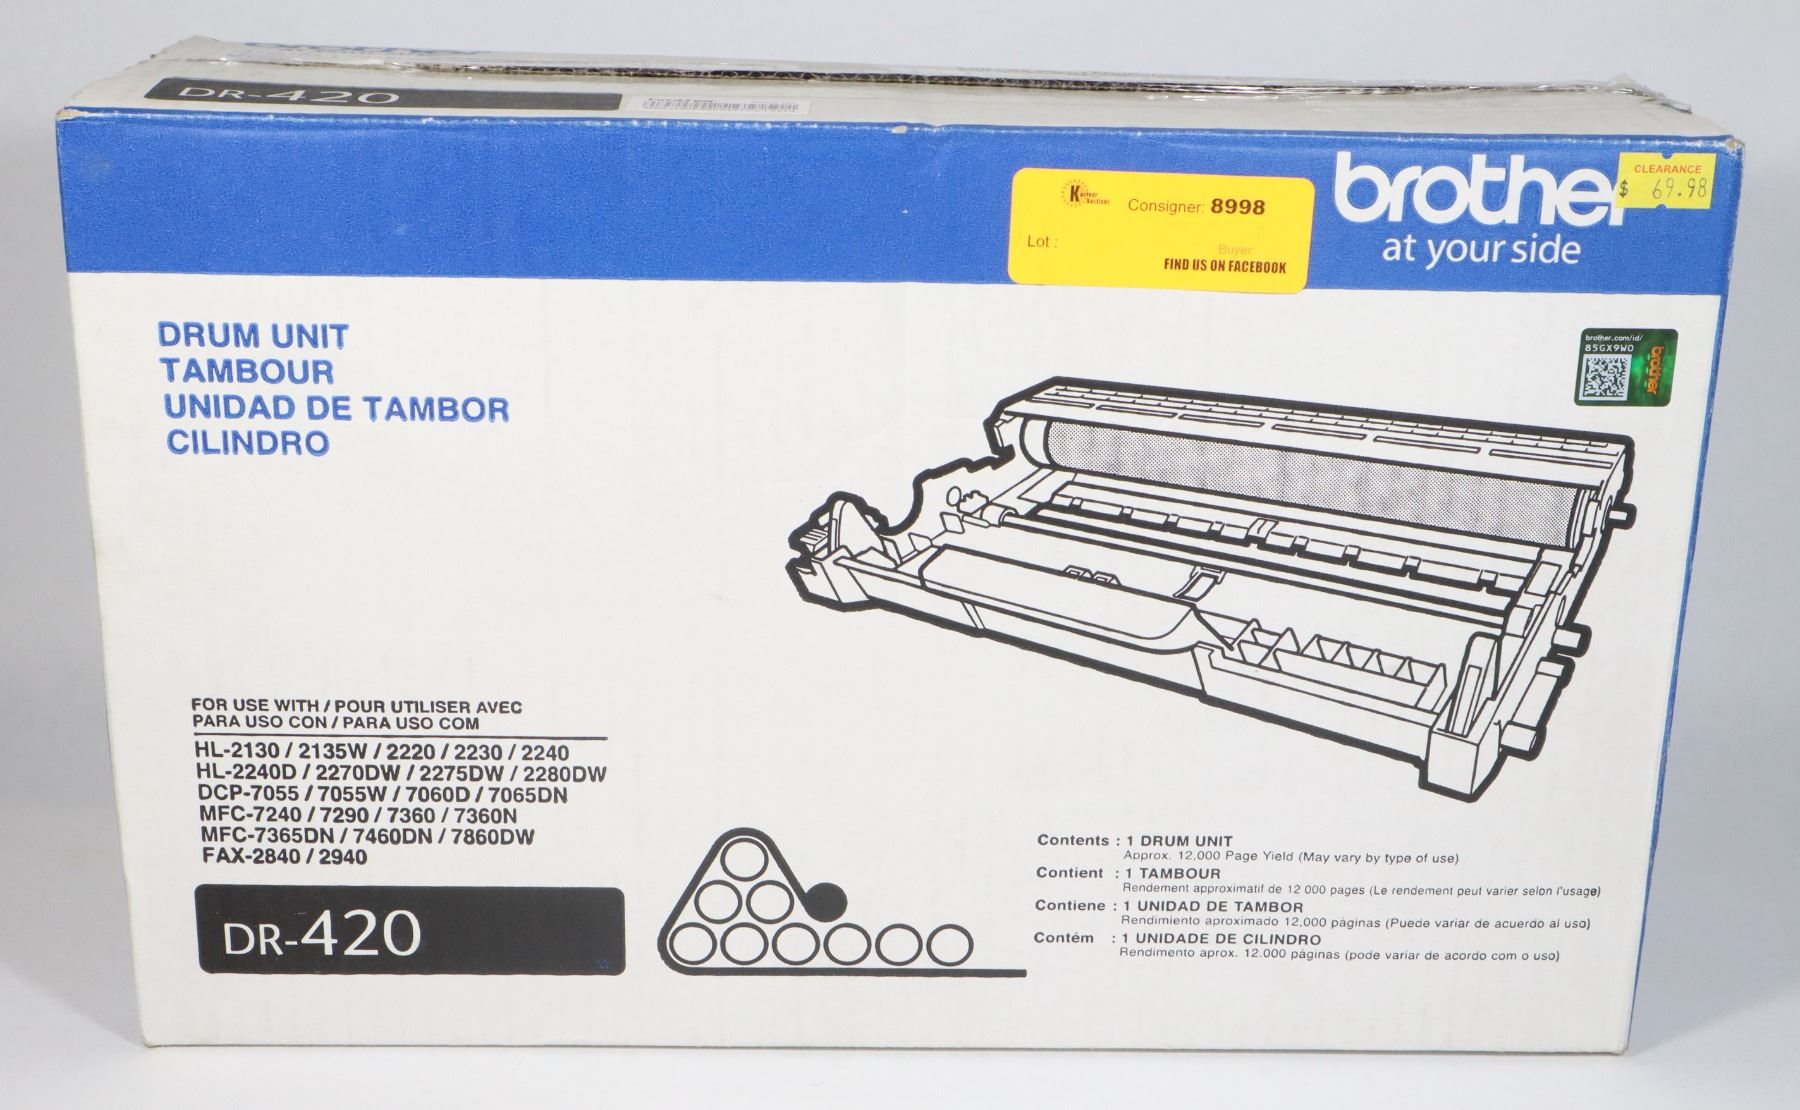 brother
DR-420
brother
at your side
CLEARANCE
$ 69.98
Kastner
Auctions
Consigner: 8998
Lot :
Buyer:
FIND US ON FACEBOOK
brother.com/id/
85GX9W0
brother
DRUM UNIT
TAMBOUR
UNIDAD DE TAMBOR
CILINDRO
FOR USE WITH / POUR UTILISER AVEC
PARA USO CON / PARA USO COM
HL-2130 / 2135W / 2220 / 2230 / 2240
HL-2240D / 2270DW / 2275DW / 2280DW
DCP-7055 / 7055W / 7060D / 7065DN
MFC-7240 / 7290 / 7360 / 7360N
MFC-7365DN / 7460DN / 7860DW
FAX-2840 / 2940
DR-420
Contents : 1 DRUM UNIT
Approx. 12,000 Page Yield (May vary by type of use)
Contient : 1 TAMBOUR
Rendement approximatif de 12 000 pages (Le rendement peut varier selon l'usage)
Contiene : 1 UNIDAD DE TAMBOR
Rendimiento aproximado 12,000 páginas (Puede variar de acuerdo al uso)
Contém : 1 UNIDADE DE CILINDRO
Rendimento aprox. 12.000 páginas (pode variar de acordo com o uso)